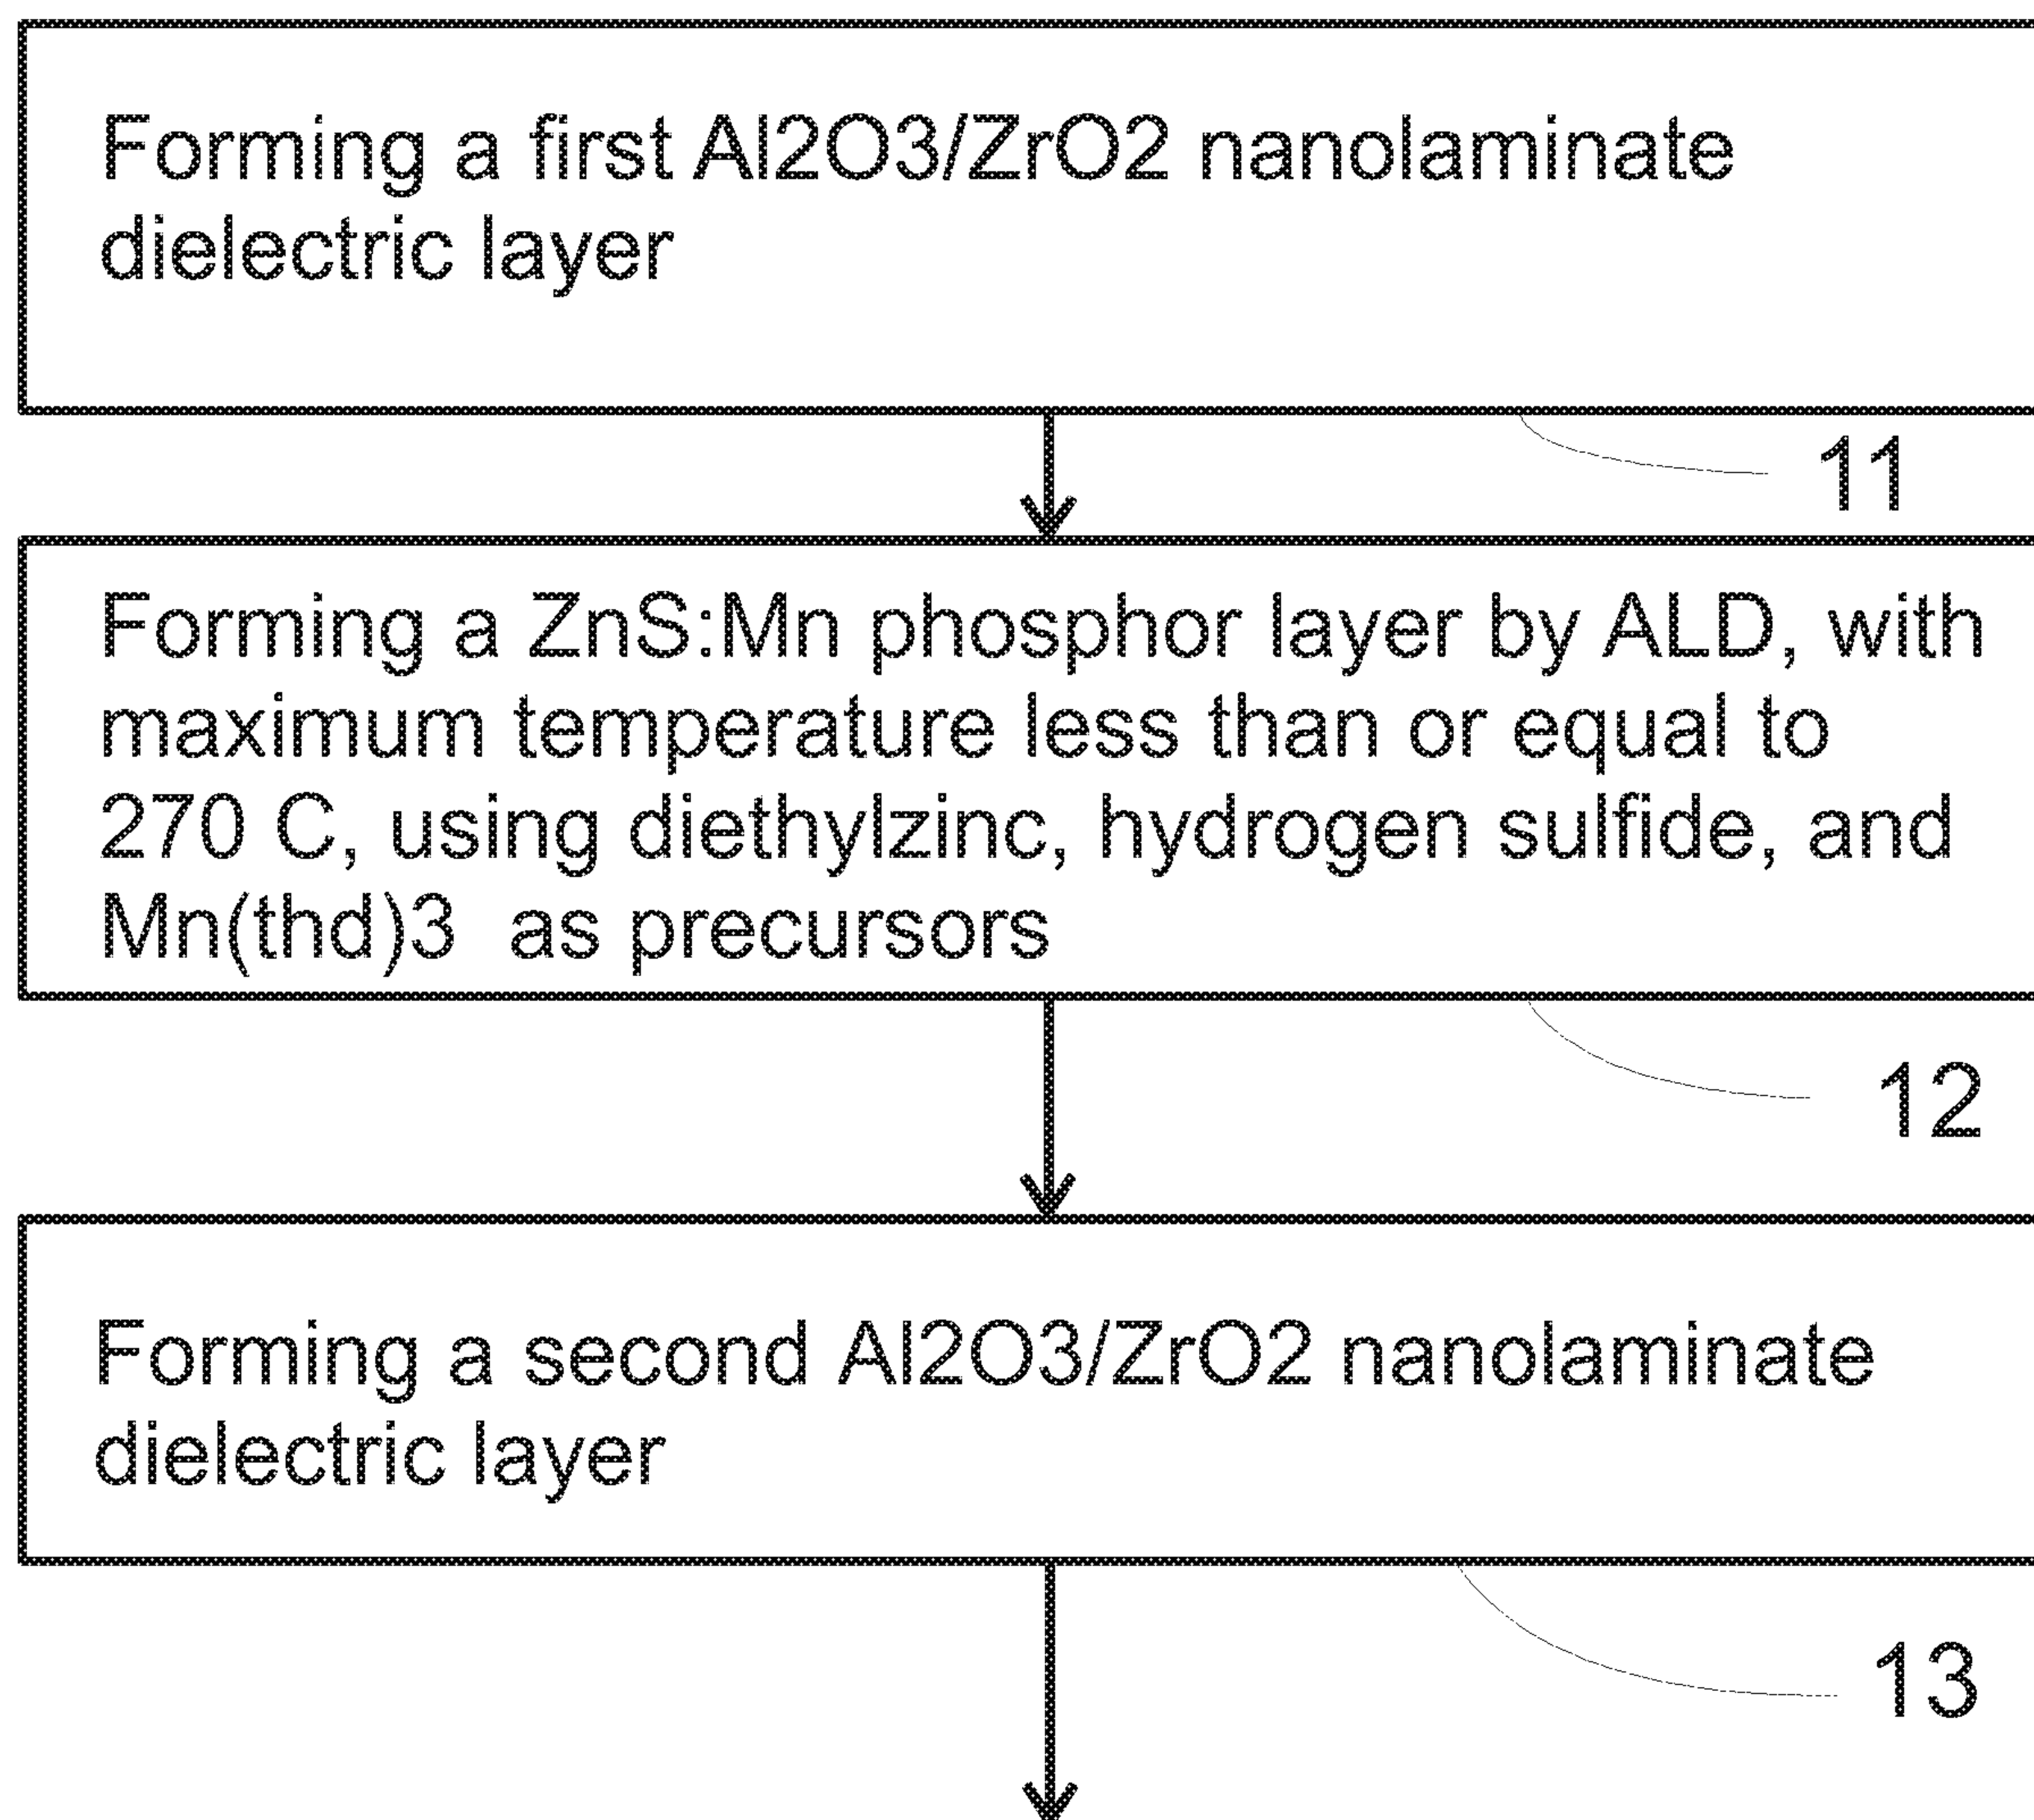 Forming a first Al2O3/ZrO2 nanolaminate
dielectric layer
11
Forming a ZnS:Mn phosphor layer by ALD, with
maximum temperature less than or equal to
270 C, using diethylzinc, hydrogen sulfide, and
Mn(thd)3 as precursors
12
Forming a second Al2O3/ZrO2 nanolaminate
dielectric layer
13